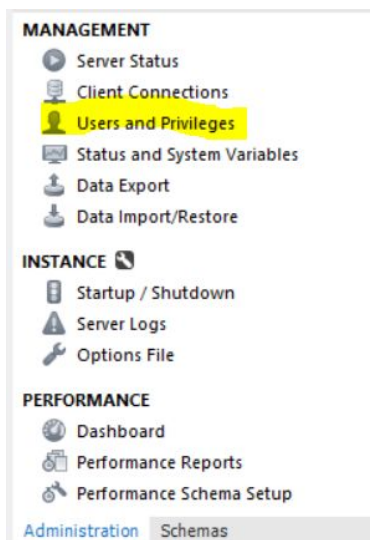 MANAGEMENT
Server Status
Client Connections
Users and Privileges
Status and System Variables
Data Export
Data Import/Restore
INSTANCE
Startup / Shutdown
Server Logs
Options File
PERFORMANCE
Dashboard
Performance Reports
Performance Schema Setup
Administration Schemas